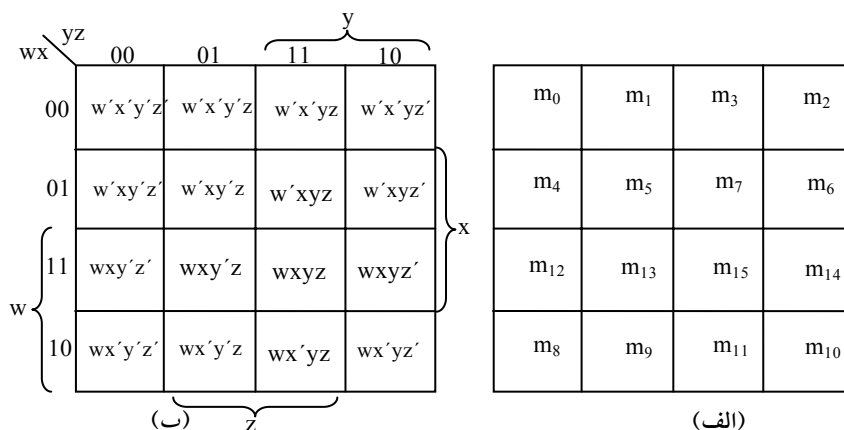 y
yz
wx
00 01 11 10
00 w´x´y´z´ w´x´y´z w´x´yz w´x´yz´
01 w´xy´z´ w´xy´z w´xyz w´xyz´
x
11 wxy´z´ wxy´z wxyz wxyz´
w
10 wx´y´z´ wx´y´z wx´yz wx´yz´
z
(ب)
m0 m1 m3 m2
m4 m5 m7 m6
m12 m13 m15 m14
m8 m9 m11 m10
(الف)